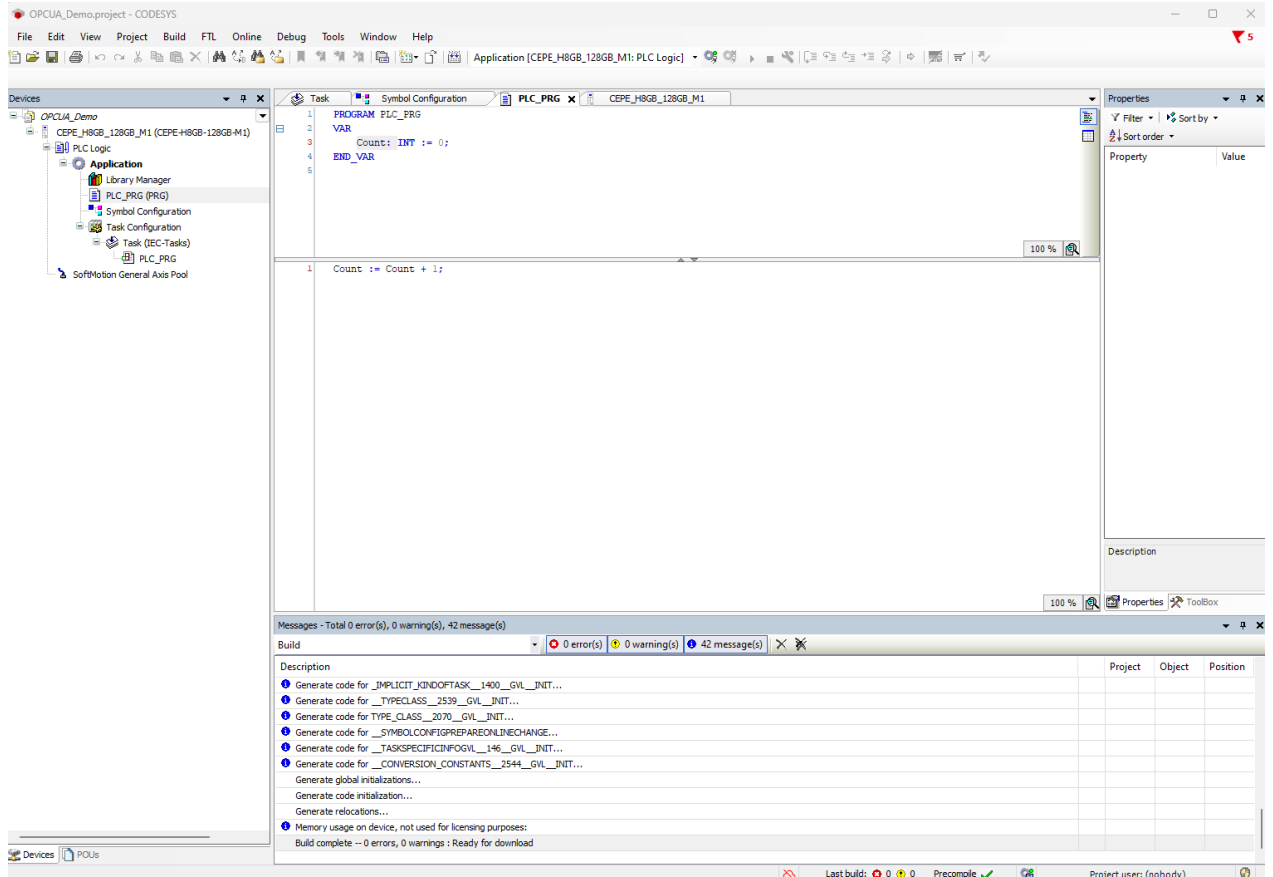 OPCUA_Demo.project - CODESYS
File Edit View Project Build FTL Online Debug Tools Window Help
5
Application [CEPE_H8GB_128GB_M1: PLC Logic]
Devices
OPCUA_Demo
CEPE_H8GB_128GB_M1 (CEPE-H8GB-128GB-M1)
PLC Logic
Application
Library Manager
PLC_PRG (PRG)
Symbol Configuration
Task Configuration
Task (IEC-Tasks)
PLC_PRG
SoftMotion General Axis Pool
Devices POUs
Task Symbol Configuration PLC_PRG CEPE_H8GB_128GB_M1
1 PROGRAM PLC_PRG
2 VAR
3 Count: INT := 0;
4 END_VAR
5
100 %
1 Count := Count + 1;
100 %
Properties
Filter Sort by
Sort order
Property Value
Description
Properties ToolBox
Messages - Total 0 error(s), 0 warning(s), 42 message(s)
Build 0 error(s) 0 warning(s) 42 message(s)
Description Project Object Position
Generate code for _IMPLICIT_KINDOFTASK__1400__GVL__INIT...
Generate code for __TYPECLASS__2539__GVL__INIT...
Generate code for TYPE_CLASS__2070__GVL__INIT...
Generate code for __SYMBOLCONFIGPREPAREONLINECHANGE...
Generate code for __TASKSPECIFICINFOGVL__146__GVL__INIT...
Generate code for __CONVERSION_CONSTANTS__2544__GVL__INIT...
Generate global initializations...
Generate code initialization...
Generate relocations...
Memory usage on device, not used for licensing purposes:
Build complete -- 0 errors, 0 warnings : Ready for download
Last build: 0 0 Precompile Project user: (nobody)